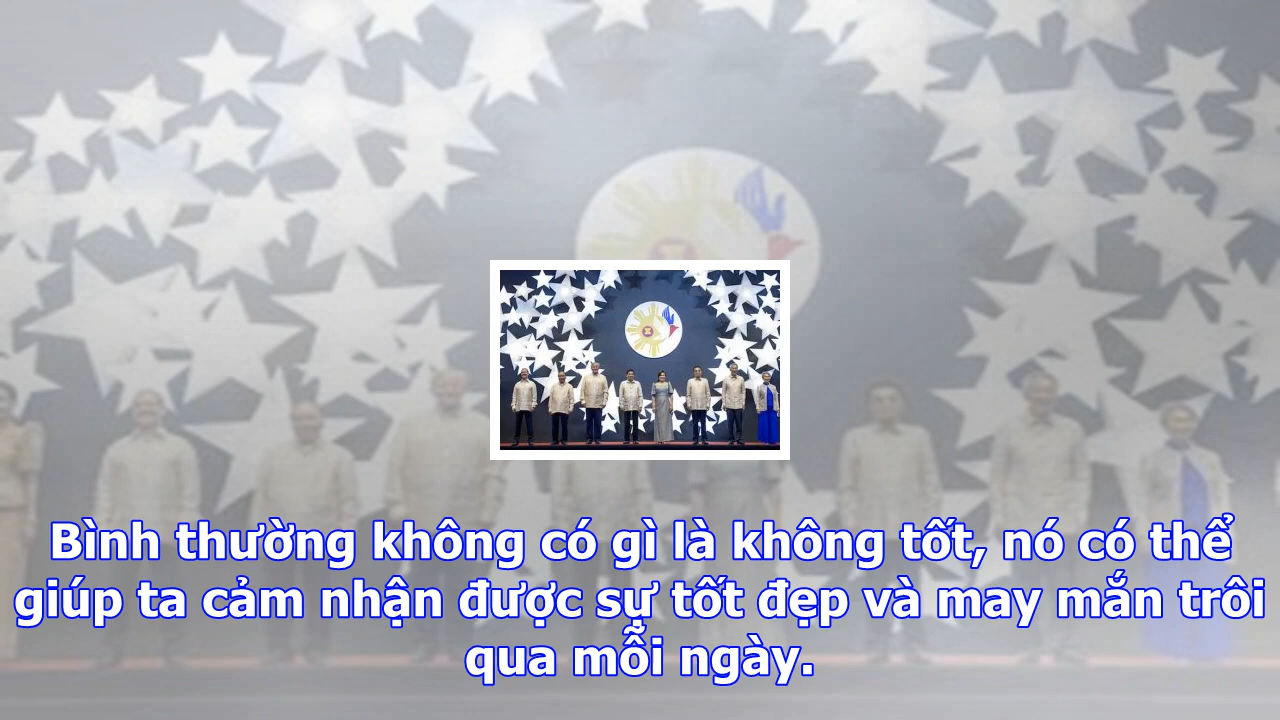 Bình thường không có gì là không tốt, nó có thể
giúp ta cảm nhận được sự tốt đẹp và may mắn trôi
qua mỗi ngày.